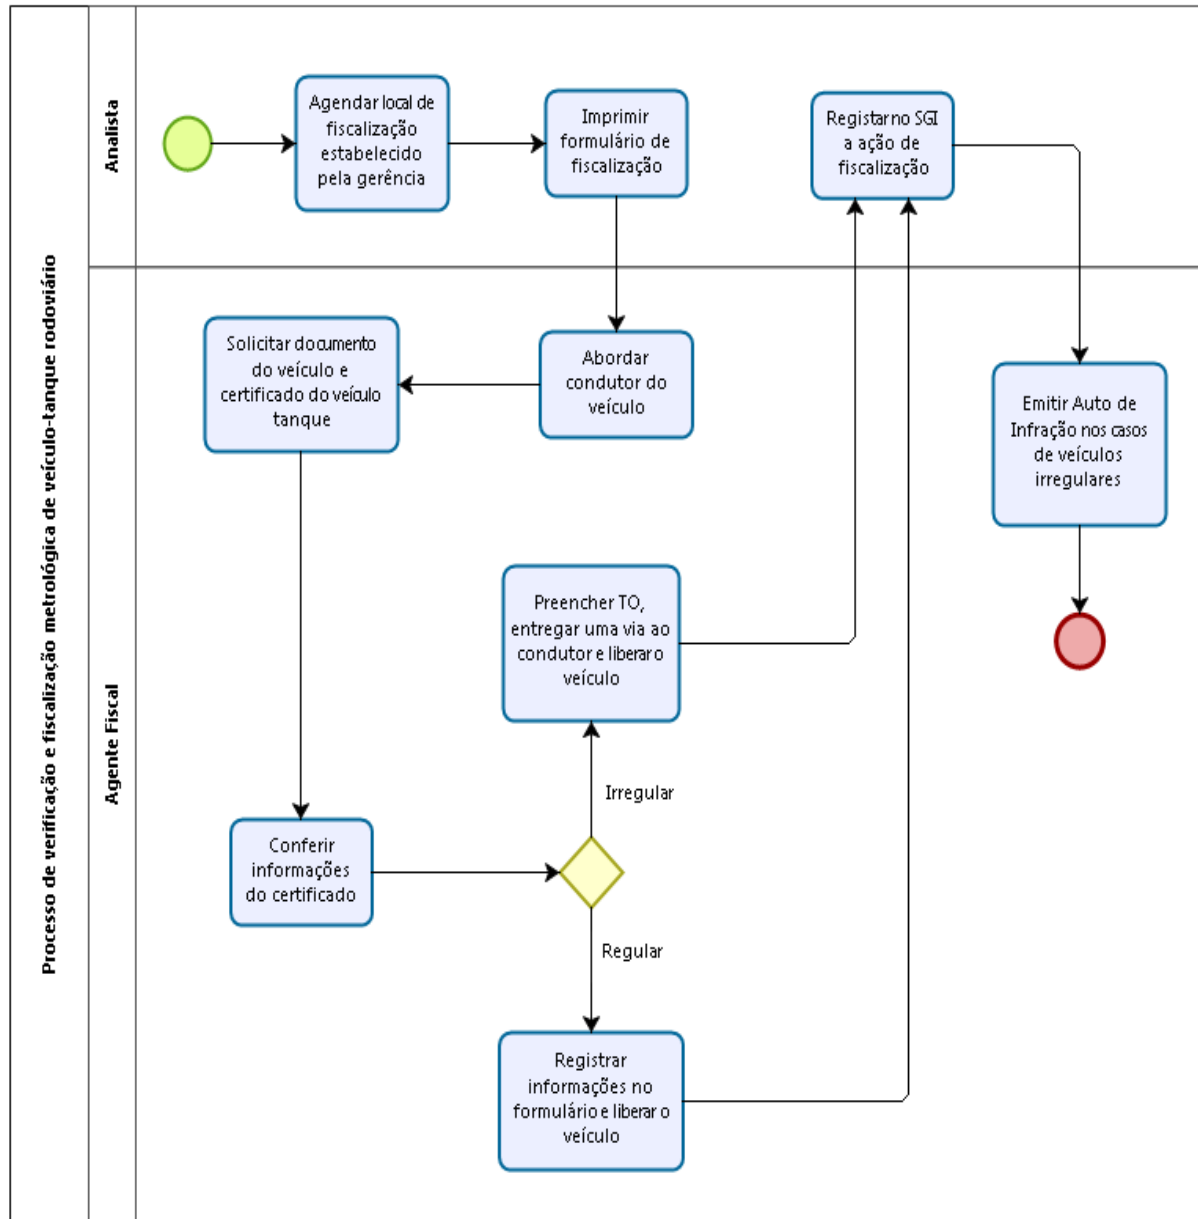 Processo de verificação e fiscalização metrológica de veículo-tanque rodoviário
Analista
Agendar local de
fiscalização
estabelecido
pela gerência
Imprimir
formulário de
fiscalização
Registarno SGI
a ação de
fiscalização
Agente Fiscal
Solicitar documento
do veículo e
certificado do veículo
tanque
Abordar
condutor do
veículo
Emitir Auto de
Infração nos casos
de veículos
irregulares
Preencher TO,
entregar uma via ao
condutor e liberar o
veículo
Irregular
Conferir
informações
do certificado
Regular
Registrar
informações no
formulário e liberar o
veículo